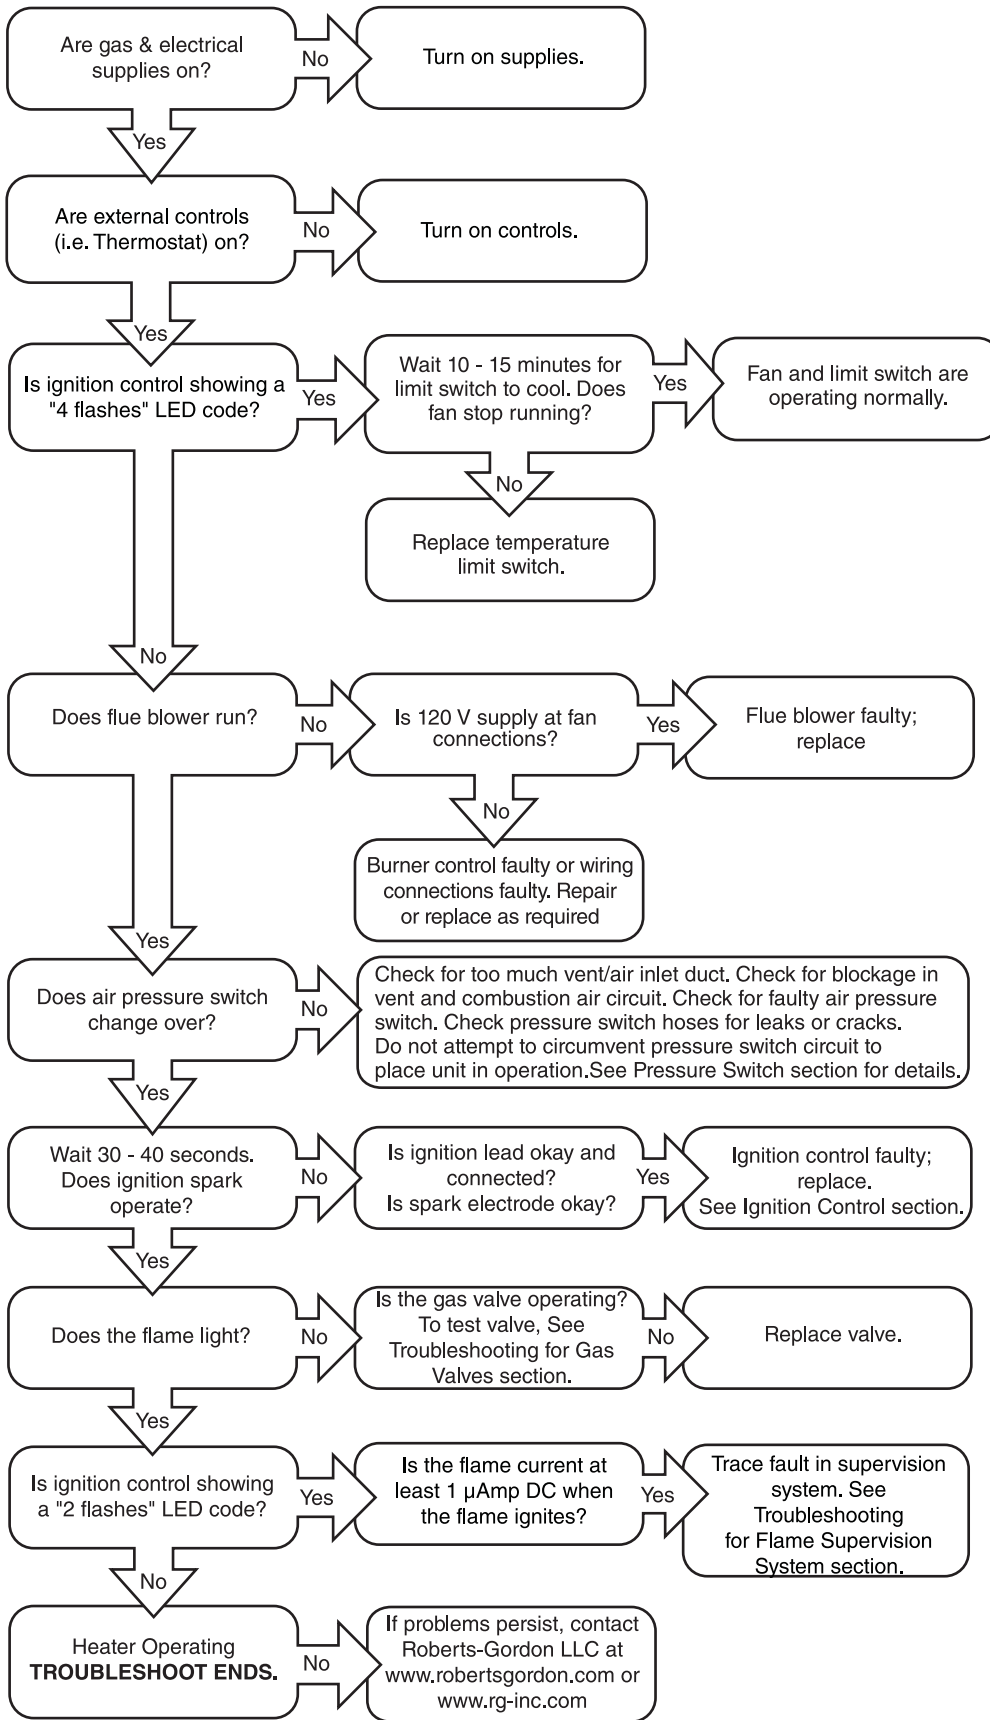 Are gas & electrical
supplies on?
No
Turn on supplies.
Yes
Are external controls
(i.e. Thermostat) on?
No
Turn on controls.
Yes
Is ignition control showing a
"4 flashes" LED code?
Yes
Wait 10 - 15 minutes for
limit switch to cool. Does
fan stop running?
Yes
Fan and limit switch are
operating normally.
No
Replace temperature
limit switch.
No
Does flue blower run?
No
Is 120 V supply at fan
connections?
Yes
Flue blower faulty;
replace
No
Burner control faulty or wiring
connections faulty. Repair
or replace as required
Yes
Does air pressure switch
change over?
No
Check for too much vent/air inlet duct. Check for blockage in
vent and combustion air circuit. Check for faulty air pressure
switch. Check pressure switch hoses for leaks or cracks.
Do not attempt to circumvent pressure switch circuit to
place unit in operation.See Pressure Switch section for details.
Yes
Wait 30 - 40 seconds.
Does ignition spark
operate?
No
Is ignition lead okay and
connected?
Is spark electrode okay?
Yes
Ignition control faulty;
replace.
See Ignition Control section.
Yes
Does the flame light?
No
Is the gas valve operating?
To test valve, See
Troubleshooting for Gas
Valves section.
No
Replace valve.
Yes
Is ignition control showing
a "2 flashes" LED code?
Yes
Is the flame current at
least 1 µAmp DC when
the flame ignites?
Yes
Trace fault in supervision
system. See
Troubleshooting
for Flame Supervision
System section.
No
Heater Operating
TROUBLESHOOT ENDS.
No
If problems persist, contact
Roberts-Gordon LLC at
www.robertsgordon.com or
www.rg-inc.com